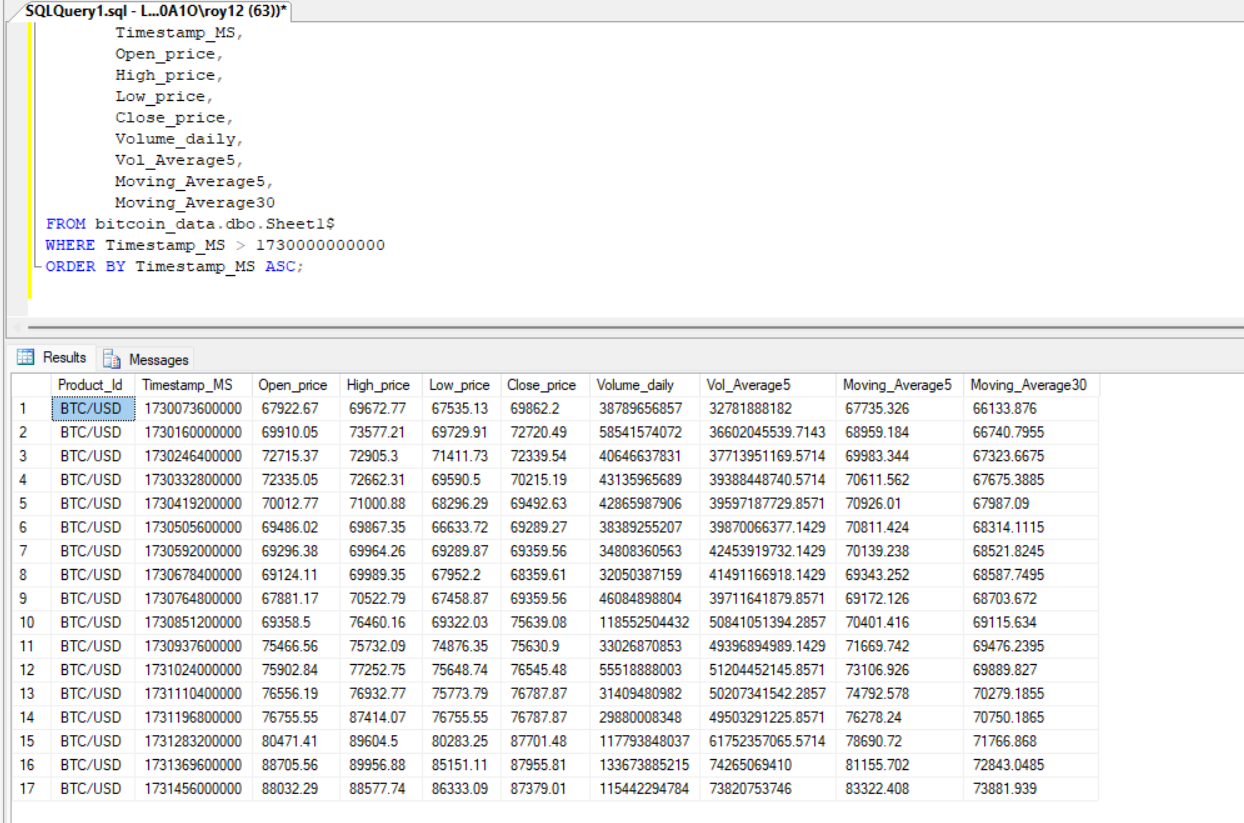 SQLQuery1.sql - L...0A1O\roy12 (63))*
Timestamp_MS,
Open_price,
High_price,
Low_price,
Close_price,
Volume_daily,
Vol_Average5,
Moving_Average5,
Moving_Average30
FROM bitcoin_data.dbo.Sheet1$
WHERE Timestamp_MS > 1730000000000
ORDER BY Timestamp_MS ASC;
Results Messages
Product_Id Timestamp_MS Open_price High_price Low_price Close_price Volume_daily Vol_Average5 Moving_Average5 Moving_Average30
1 BTC/USD 1730073600000 67922.67 69672.77 67535.13 69862.2 38789656857 32781888182 67735.326 66133.876
2 BTC/USD 1730160000000 69910.05 73577.21 69729.91 72720.49 58541574072 36602045539.7143 68959.184 66740.7955
3 BTC/USD 1730246400000 72715.37 72905.3 71411.73 72339.54 40646637831 37713951169.5714 69983.344 67323.6675
4 BTC/USD 1730332800000 72335.05 72662.31 69590.5 70215.19 43135965689 39388448740.5714 70611.562 67675.3885
5 BTC/USD 1730419200000 70012.77 71000.88 68296.29 69492.63 42865987906 39597187729.8571 70926.01 67987.09
6 BTC/USD 1730505600000 69486.02 69867.35 66633.72 69289.27 38389255207 39870066377.1429 70811.424 68314.1115
7 BTC/USD 1730592000000 69296.38 69964.26 69289.87 69359.56 34808360563 42453919732.1429 70139.238 68521.8245
8 BTC/USD 1730678400000 69124.11 69989.35 67952.2 68359.61 32050387159 41491166918.1429 69343.252 68587.7495
9 BTC/USD 1730764800000 67881.17 70522.79 67458.87 69359.56 46084898804 39711641879.8571 69172.126 68703.672
10 BTC/USD 1730851200000 69358.5 76460.16 69322.03 75639.08 118552504432 50841051394.2857 70401.416 69115.634
11 BTC/USD 1730937600000 75466.56 75732.09 74876.35 75630.9 33026870853 49396894989.1429 71669.742 69476.2395
12 BTC/USD 1731024000000 75902.84 77252.75 75648.74 76545.48 55518888003 51204452145.8571 73106.926 69889.827
13 BTC/USD 1731110400000 76556.19 76932.77 75773.79 76787.87 31409480982 50207341542.2857 74792.578 70279.1855
14 BTC/USD 1731196800000 76755.55 87414.07 76755.55 76787.87 29880008348 49503291225.8571 76278.24 70750.1865
15 BTC/USD 1731283200000 80471.41 89604.5 80283.25 87701.48 117793848037 61752357065.5714 78690.72 71766.868
16 BTC/USD 1731369600000 88705.56 89956.88 85151.11 87955.81 133673885215 74265069410 81155.702 72843.0485
17 BTC/USD 1731456000000 88032.29 88577.74 86333.09 87379.01 115442294784 73820753746 83322.408 73881.939